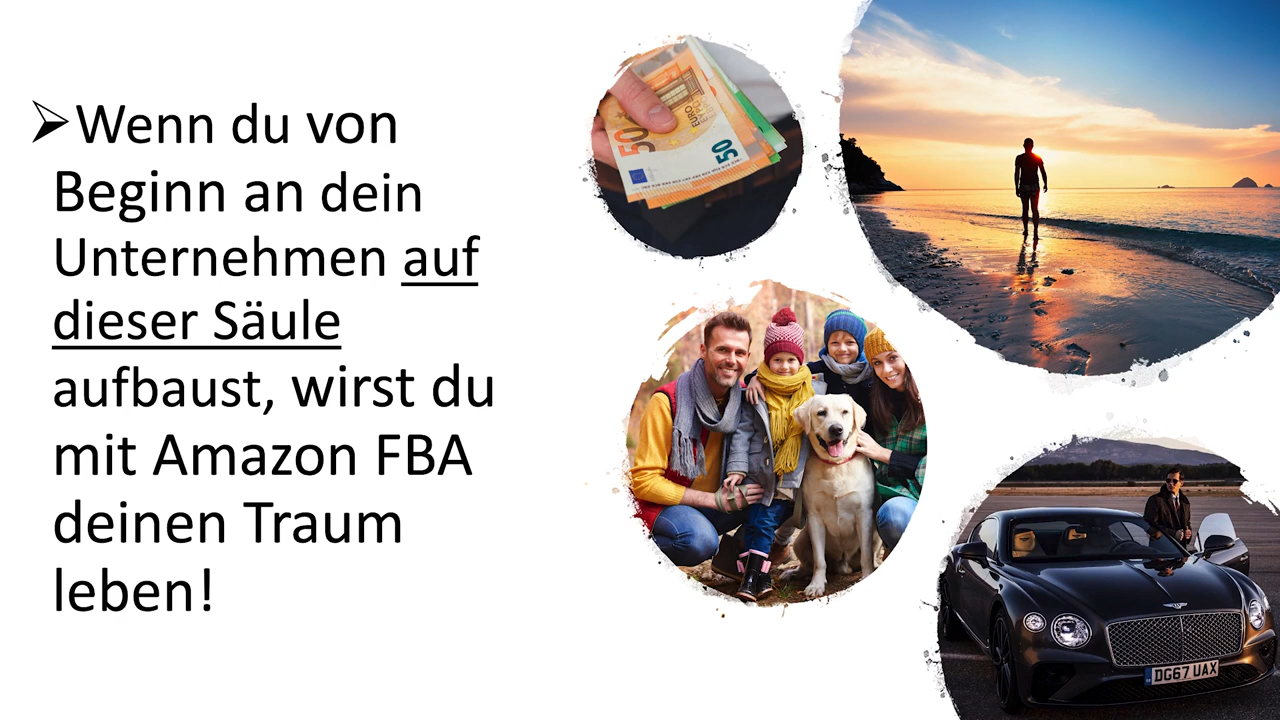 ➢Wenn du von
Beginn an dein
Unternehmen auf
dieser Säule
aufbaust, wirst du
mit Amazon FBA
deinen Traum
leben!
50
EURO
50
DG67 UAX